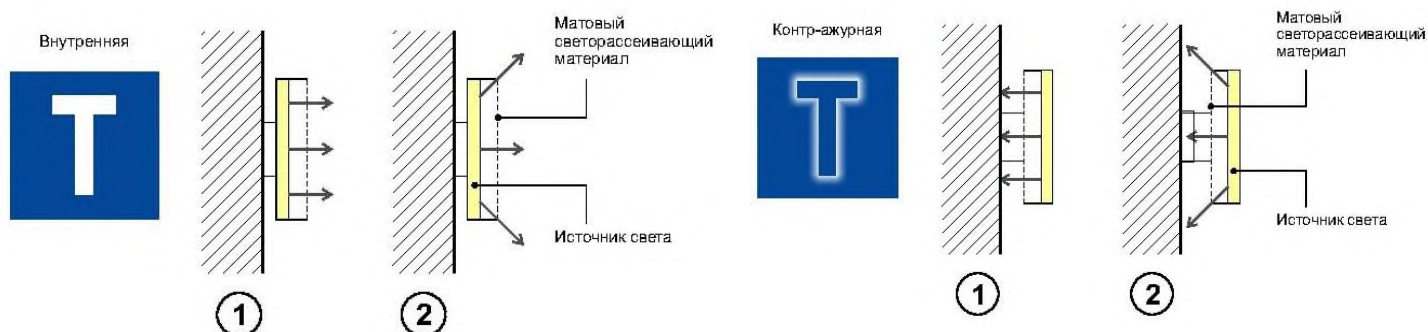 Внутренняя
T
1
2
Матовый
светорассеивающий
материал
Источник света
Контр-ажурная
T
1
2
Матовый
светорассеивающий
материал
Источник света